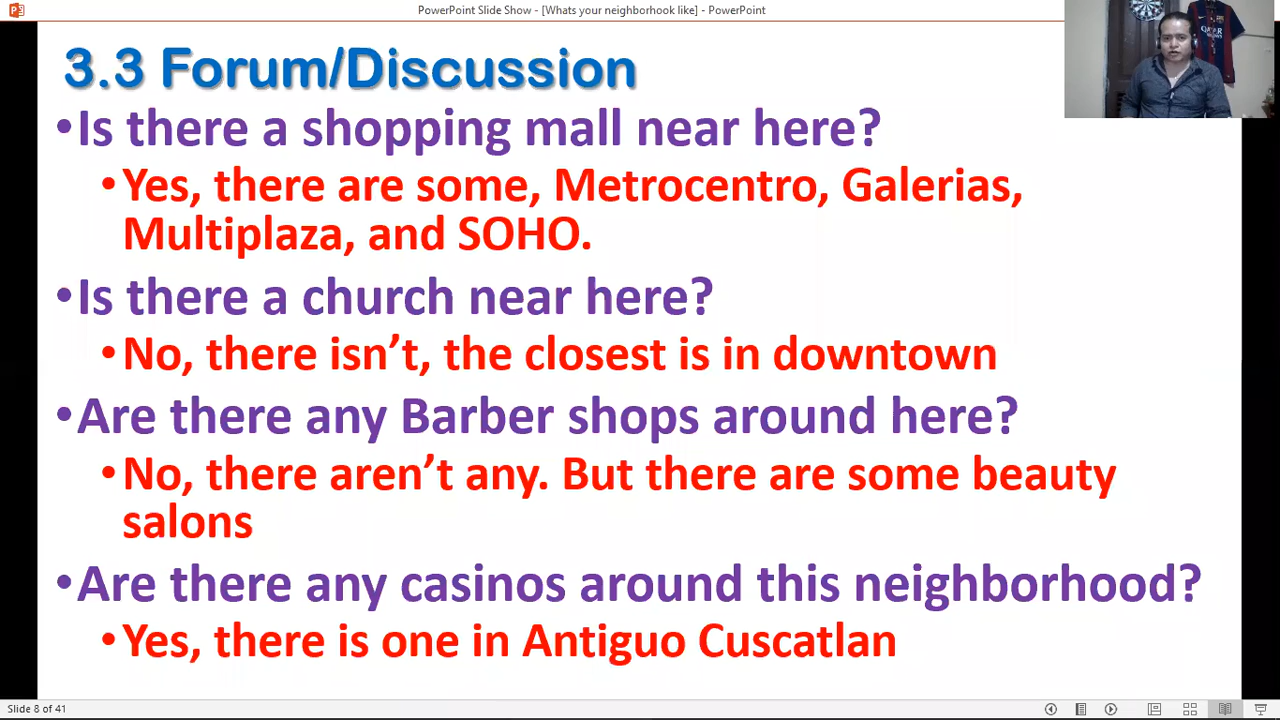 PowerPoint Slide Show - [Whats your neighborhook like] - PowerPoint
3.3 Forum/Discussion
•Is there a shopping mall near here?
•Yes, there are some, Metrocentro, Galerias,
Multiplaza, and SOHO.
•Is there a church near here?
•No, there isn’t, the closest is in downtown
•Are there any Barber shops around here?
•No, there aren’t any. But there are some beauty
salons
•Are there any casinos around this neighborhood?
•Yes, there is one in Antiguo Cuscatlan
Slide 8 of 41